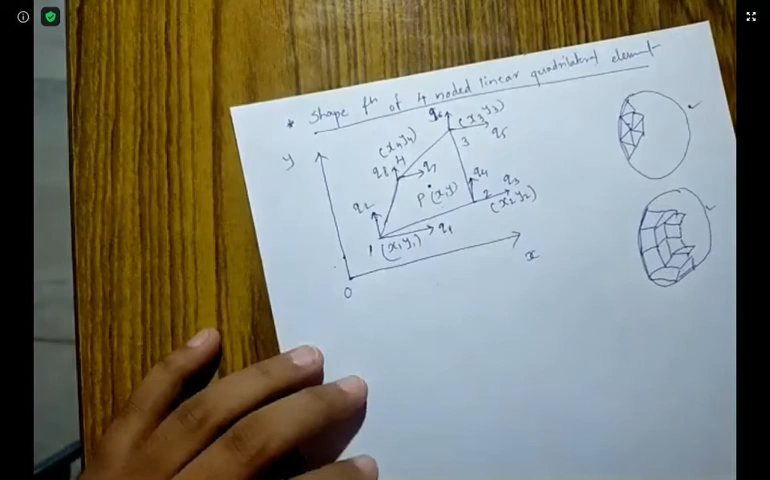 * Shape fⁿ of 4 noded linear quadrilateral element
y
q6 (x3 y3)
(x4 y4)
3 q5
q8 4 q7
q4
P (x,y)
q3
2
q2
(x2 y2)
1 (x1 y1) q1
x
0